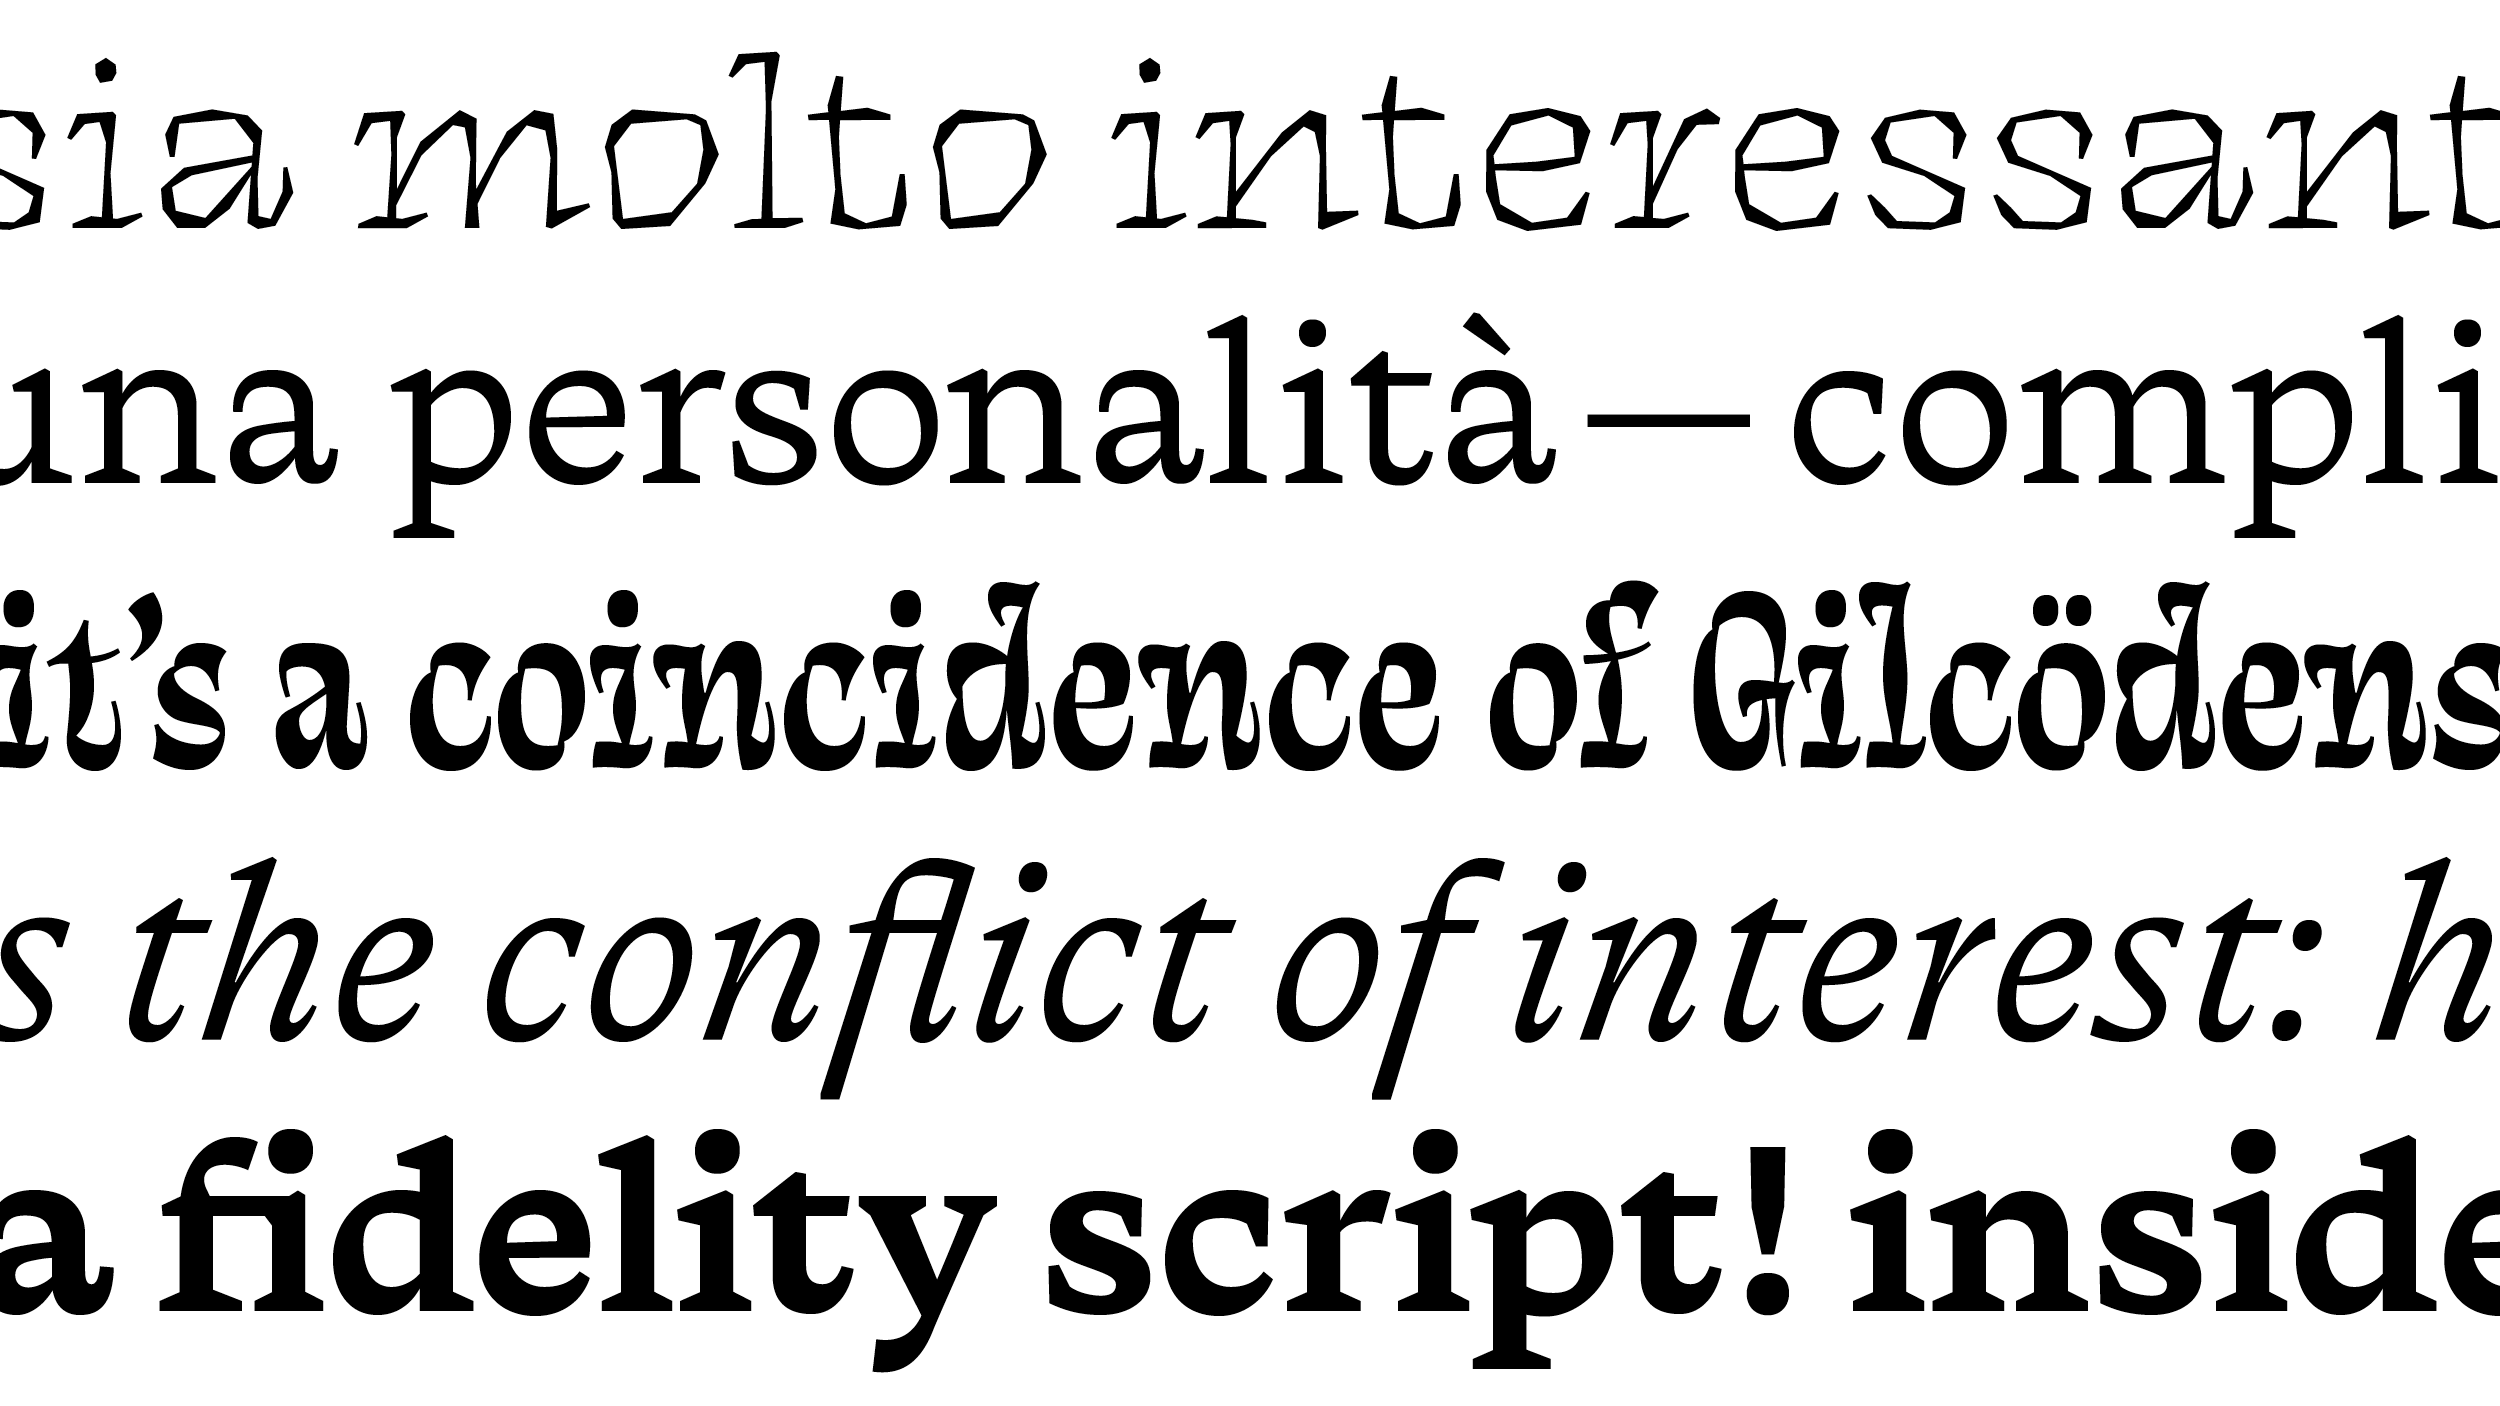 sia molto interessant
una personalità — compli
it's a coincidence of Gilcödens
s the conflict of interest: h
a fidelity script! inside